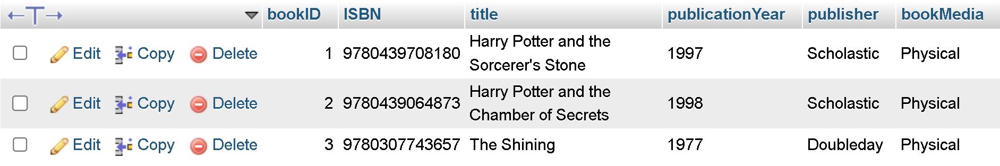 bookID ISBN title publicationYear publisher bookMedia
Edit Copy Delete 1 9780439708180 Harry Potter and the Sorcerer's Stone 1997 Scholastic Physical
Edit Copy Delete 2 9780439064873 Harry Potter and the Chamber of Secrets 1998 Scholastic Physical
Edit Copy Delete 3 9780307743657 The Shining 1977 Doubleday Physical